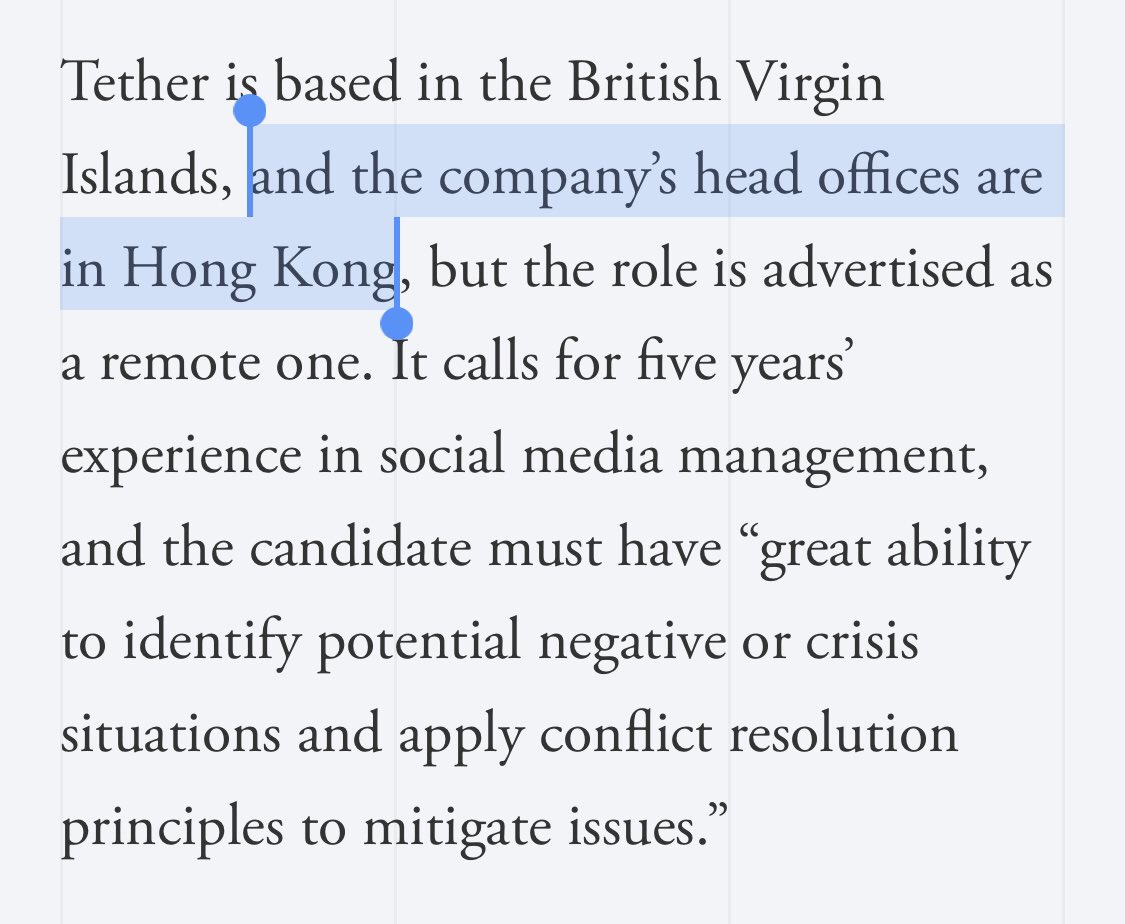 Tether is based in the British Virgin
Islands, and the company’s head offices are
in Hong Kong, but the role is advertised as
a remote one. It calls for five years’
experience in social media management,
and the candidate must have “great ability
to identify potential negative or crisis
situations and apply conflict resolution
principles to mitigate issues.”